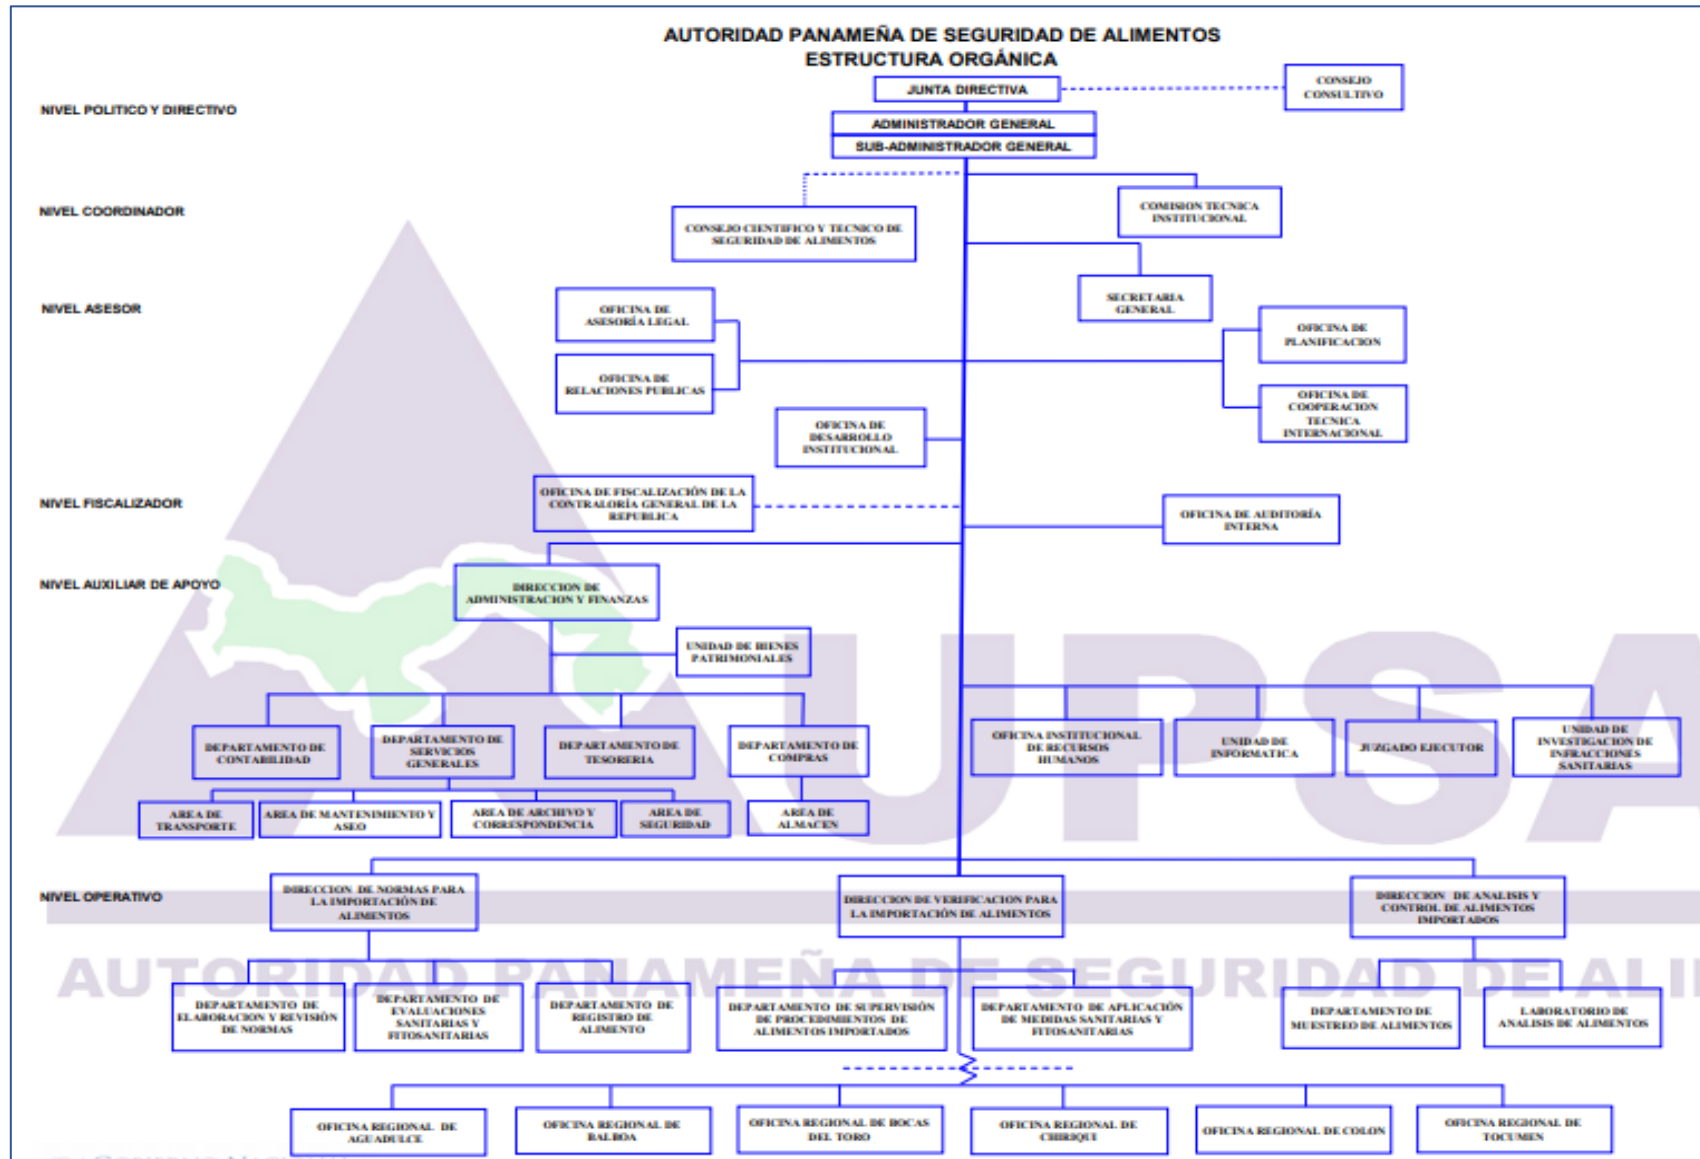 AUTORIDAD PANAMEÑA DE SEGURIDAD DE ALIMENTOS
ESTRUCTURA ORGÁNICA
JUNTA DIRECTIVA
CONSEJO
CONSULTIVO
NIVEL POLITICO Y DIRECTIVO
ADMINISTRADOR GENERAL
SUB-ADMINISTRADOR GENERAL
NIVEL COORDINADOR
CONSEJO CIENTIFICO Y TECNICO DE
SEGURIDAD DE ALIMENTOS
COMISION TECNICA
INSTITUCIONAL
SECRETARIA
GENERAL
NIVEL ASESOR
OFICINA DE
ASESORÍA LEGAL
OFICINA DE
PLANIFICACION
OFICINA DE
RELACIONES PUBLICAS
OFICINA DE
COOPERACION
TECNICA
INTERNACIONAL
OFICINA DE
DESARROLLO
INSTITUCIONAL
NIVEL FISCALIZADOR
OFICINA DE FISCALIZACIÓN DE LA
CONTRALORÍA GENERAL DE LA
REPUBLICA
OFICINA DE AUDITORÍA
INTERNA
NIVEL AUXILIAR DE APOYO
DIRECCION DE
ADMINISTRACION Y FINANZAS
UNIDAD DE BIENES
PATRIMONIALES
DEPARTAMENTO DE
CONTABILIDAD
DEPARTAMENTO DE
SERVICIOS
GENERALES
DEPARTAMENTO DE
TESORERIA
DEPARTAMENTO DE
COMPRAS
OFICINA INSTITUCIONAL
DE RECURSOS
HUMANOS
UNIDAD DE
INFORMATICA
JUZGADO EJECUTOR
UNIDAD DE
INVESTIGACION DE
INFRACCIONES
SANITARIAS
AREA DE
TRANSPORTE
AREA DE MANTENIMIENTO Y
ASEO
AREA DE ARCHIVO Y
CORRESPONDENCIA
AREA DE
SEGURIDAD
AREA DE
ALMACEN
AUPSA
NIVEL OPERATIVO
DIRECCION DE NORMAS PARA
LA IMPORTACIÓN DE
ALIMENTOS
DIRECCION DE VERIFICACION PARA
LA IMPORTACIÓN DE ALIMENTOS
DIRECCION DE ANALISIS Y
CONTROL DE ALIMENTOS
IMPORTADOS
AUTORIDAD PANAMEÑA DE SEGURIDAD DE ALI
DEPARTAMENTO DE
ELABORACION Y REVISIÓN
DE NORMAS
DEPARTAMENTO DE
EVALUACIONES
SANITARIAS Y
FITOSANITARIAS
DEPARTAMENTO DE
REGISTRO DE
ALIMENTO
DEPARTAMENTO DE SUPERVISIÓN
DE PROCEDIMIENTOS DE
ALIMENTOS IMPORTADOS
DEPARTAMENTO DE APLICACIÓN
DE MEDIDAS SANITARIAS Y
FITOSANITARIAS
DEPARTAMENTO DE
MUESTREO DE ALIMENTOS
LABORATORIO DE
ANALISIS DE ALIMENTOS
OFICINA REGIONAL DE
AGUADULCE
OFICINA REGIONAL DE
BALBOA
OFICINA REGIONAL DE BOCAS
DEL TORO
OFICINA REGIONAL DE
CHIRIQUI
OFICINA REGIONAL DE COLON
OFICINA REGIONAL DE
TOCUMEN